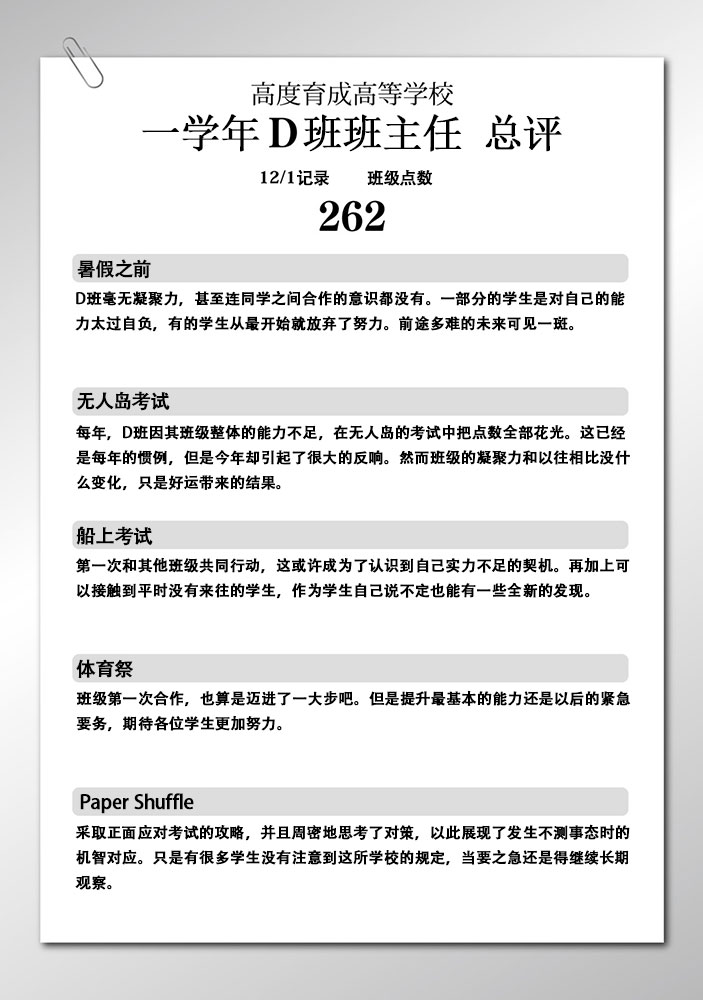 高度育成高等学校
一学年D班班主任 总评
12/1记录 班级点数
262
暑假之前
D班毫无凝聚力，甚至连同学之间合作的意识都没有。一部分的学生是对自己的能
力太过自负，有的学生从最开始就放弃了努力。前途多难的未来可见一斑。
无人岛考试
每年，D班因其班级整体的能力不足，在无人岛的考试中把点数全部花光。这已经
是每年的惯例，但是今年却引起了很大的反响。然而班级的凝聚力和以往相比没什
么变化，只是好运带来的结果。
船上考试
第一次和其他班级共同行动，这或许成为了认识到自己实力不足的契机。再加上可
以接触到平时没有来往的学生，作为学生自己说不定也能有一些全新的发现。
体育祭
班级第一次合作，也算是迈进了一大步吧。但是提升最基本的能力还是以后的紧急
要务，期待各位学生更加努力。
Paper Shuffle
采取正面应对考试的攻略，并且周密地思考了对策，以此展现了发生不测事态时的
机智对应。只是有很多学生没有注意到这所学校的规定，当要之急还是得继续长期
观察。